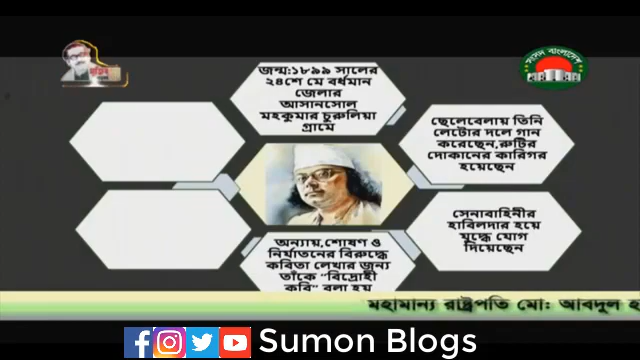 জন্ম:১৮৯৯ সালের
২৪শে মে বর্ধমান
জেলার
আসানসোল
মহকুমার চুরুলিয়া
গ্রামে
ছেলেবেলায় তিনি
লেটোর দলে গান
করেছেন,রুটির
দোকানের কারিগর
হয়েছেন
সেনাবাহিনীর
হাবিলদার হয়ে
যুদ্ধে যোগ
দিয়েছেন
অন্যায়,শোষণ ও
নির্যাতনের বিরুদ্ধে
কবিতা লেখার জন্য
তাঁকে "বিদ্রোহী
কবি" বলা হয়
মহামান্য রাষ্ট্রপতি মো: আবদুল হ
Sumon Blogs